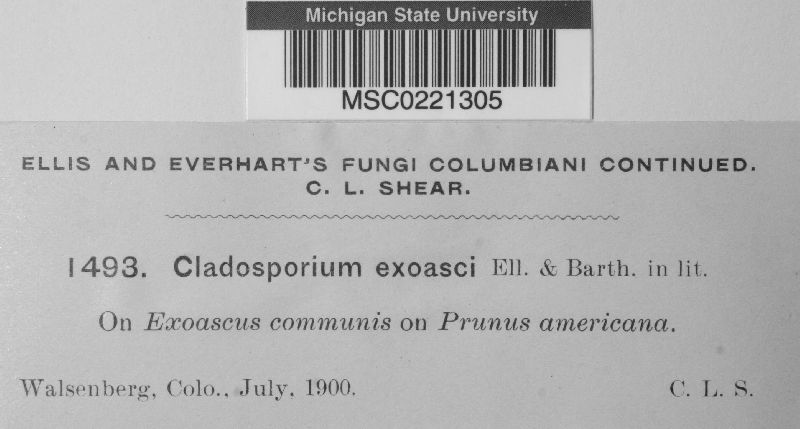 Michigan State University
MSC0221305
ELLIS AND EVERHART'S FUNGI COLUMBIANI CONTINUED.
C. L. SHEAR.
1493. Cladosporium exoasci Ell. & Barth. in lit.
On Exoascus communis on Prunus americana.
Walsenberg, Colo., July, 1900. C. L. S.